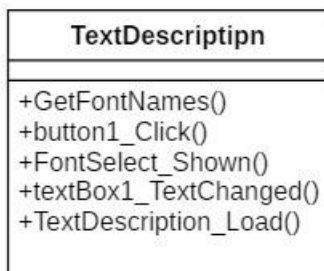 TextDescriptipn
+GetFontNames()
+button1_Click()
+FontSelect_Shown()
+textBox1_TextChanged()
+TextDescription_Load()